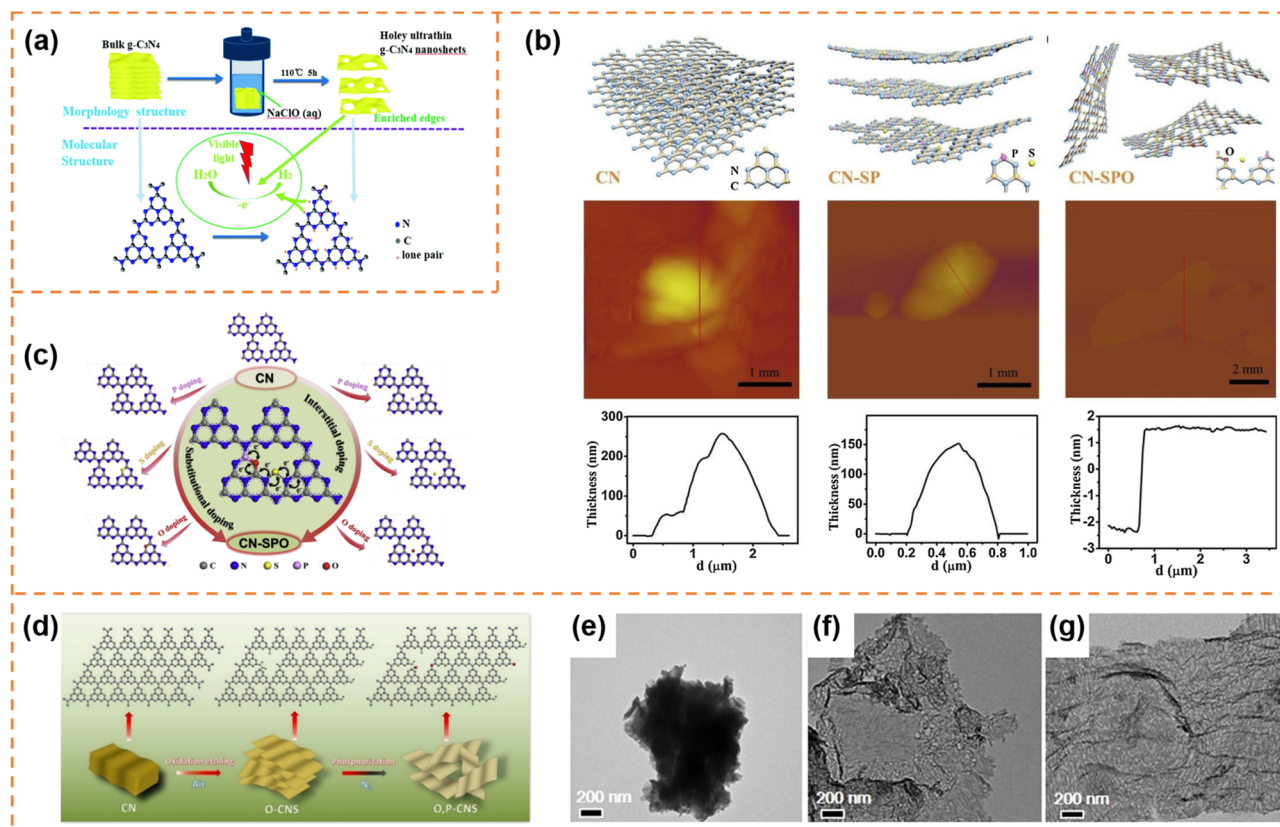 (a)
Bulk g-C₃N₄
110℃ 5h
Holey ultrathin
g-C₃N₄ nanosheets
NaClO (aq)
Morphology structure
Enriched edges
Molecular
Structure
Visible
light
H₂O
H₂
-e⁻
N
C
lone pair
(b)
CN
N
C
CN-SP
P
S
CN-SPO
O
1 mm
1 mm
2 mm
Thickness (nm)
300
200
100
0
0
1
2
d (μm)
Thickness (nm)
150
100
50
0
0.0
0.2
0.4
0.6
0.8
1.0
d (μm)
Thickness (nm)
2
1
0
-1
-2
-3
0
1
2
3
d (μm)
(c)
CN
P doping
P doping
S doping
S doping
O doping
O doping
Substitutional doping
Interstitial doping
e⁻
e⁻
e⁻
e⁻
e⁻
e⁻
CN-SPO
C
N
S
P
O
(d)
Oxidation etching
Air
Phosphorization
N₂
CN
O-CNS
O,P-CNS
(e)
200 nm
(f)
200 nm
(g)
200 nm